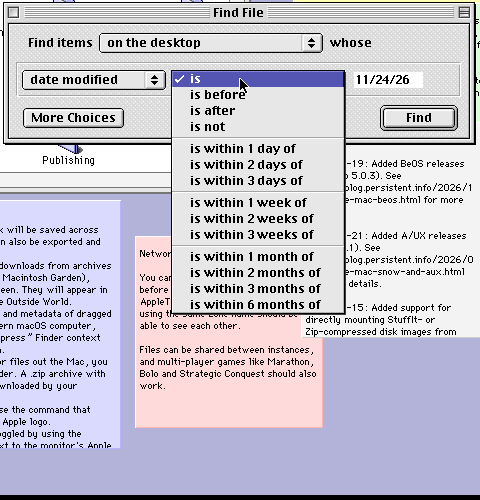 Find File
Find items on the desktop whose
date modified
✓ is
11/24/26
is before
is after
is not
is within 1 day of
is within 2 days of
is within 3 days of
is within 1 week of
is within 2 weeks of
is within 3 weeks of
is within 1 month of
is within 2 months of
is within 3 months of
is within 6 months of
More Choices
Find
Publishing
-19: Added BeOS releases
5.0.3). See
blog.persistent.info/2026/1
-mac-beos.html for more
-21: Added A/UX releases
.1). See
blog.persistent.info/2026/0
-mac-snow-and-aux.html
details.
-15: Added support for
directly mounting StuffIt- or
Zip-compressed disk images from
k will be saved across
n also be exported and
downloads from archives
Macintosh Garden),
een. They will appear in
e Outside World.
and metadata of dragged
ern macOS computer,
press" Finder context
or files out the Mac, you
der. A .zip archive with
wnloaded by your
se the command that
Apple logo.
oggled by using the
ext to the monitor's Apple
Networ
You can
before
AppleT
using the same zone name should be
able to see each other.
Files can be shared between instances,
and multi-player games like Marathon,
Bolo and Strategic Conquest should also
work.